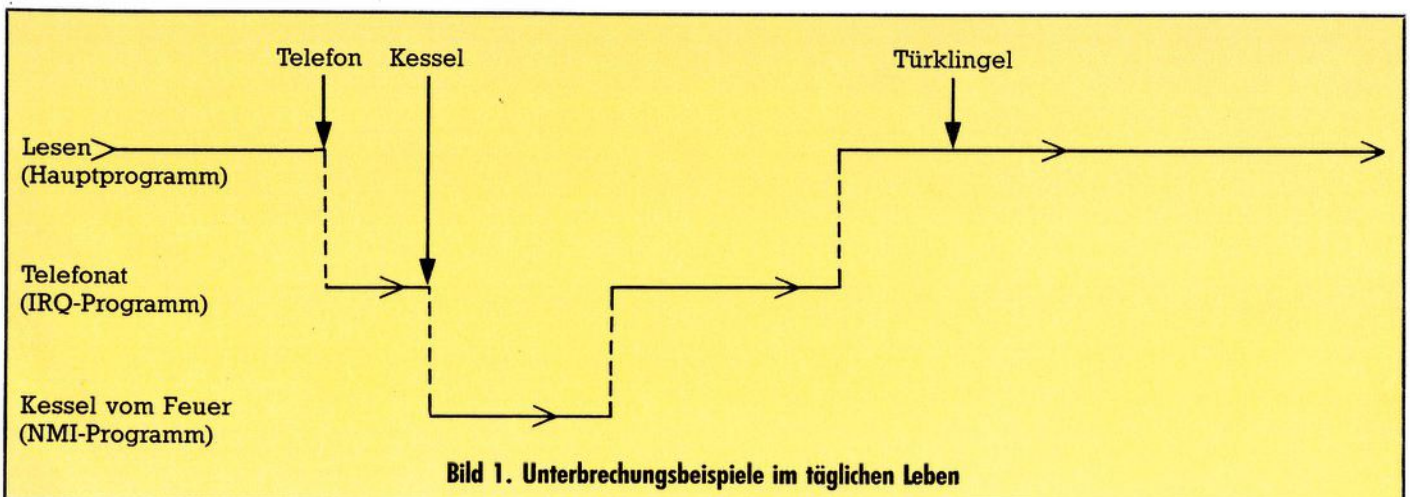 Telefon Kessel Türklingel
Lesen
(Hauptprogramm)
Telefonat
(IRQ-Programm)
Kessel vom Feuer
(NMI-Programm)
Bild 1. Unterbrechungsbeispiele im täglichen Leben